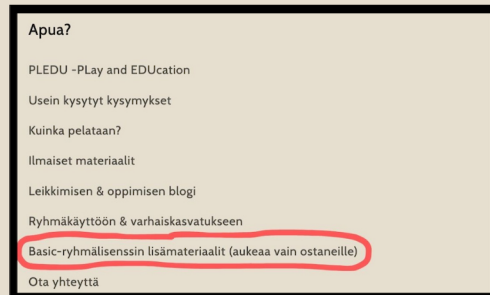 Apua?
PLEDU -PLay and EDUcation
Usein kysytyt kysymykset
Kuinka pelataan?
Ilmaiset materiaalit
Leikkimisen & oppimisen blogi
Ryhmäkäyttöön & varhaiskasvatukseen
Basic-ryhmälisenssin lisämateriaalit (aukeaa vain ostaneille)
Ota yhteyttä